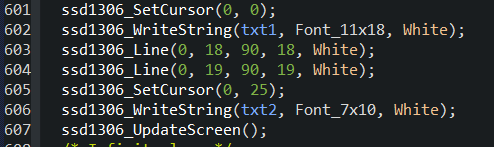 601 ssd1306_SetCursor(0, 0);
602 ssd1306_WriteString(txt1, Font_11x18, White);
603 ssd1306_Line(0, 18, 90, 18, White);
604 ssd1306_Line(0, 19, 90, 19, White);
605 ssd1306_SetCursor(0, 25);
606 ssd1306_WriteString(txt2, Font_7x10, White);
607 ssd1306_UpdateScreen();